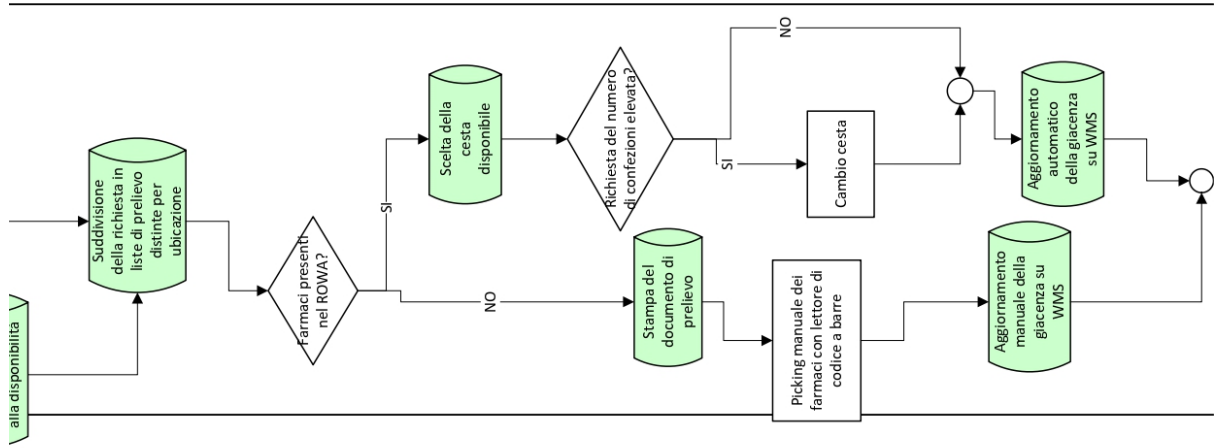 alla disponibilità
Suddivisione
della richiesta in
liste di prelievo
distinte per
ubicazione
Farmaci presenti
nel ROWA?
SI
NO
Scelta della
cesta
disponibile
Richiesta del numero
di confezioni elevata?
NO
SI
Cambio cesta
Aggiornamento
automatico
della giacenza
su WMS
Stampa del
documento di
prelievo
Picking manuale dei
farmaci con lettore di
codice a barre
Aggiornamento
manuale della
giacenza su
WMS